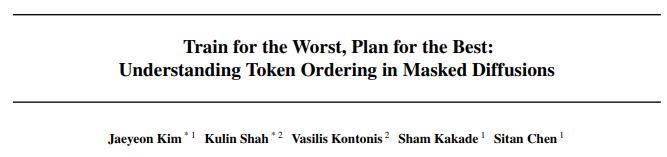 Train for the Worst, Plan for the Best:
Understanding Token Ordering in Masked Diffusions
Jaeyeon Kim * 1 Kulin Shah * 2 Vasilis Kontonis 2 Sham Kakade 1 Sitan Chen 1